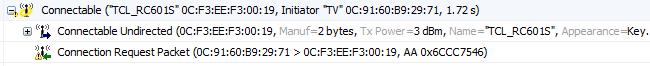 Connectable ("TCL_RC601S" 0C:F3:EE:F3:00:19, Initiator "TV" 0C:91:60:B9:29:71, 1.72 s)
Connectable Undirected (0C:F3:EE:F3:00:19, Manuf=2 bytes, Tx Power=3 dBm, Name="TCL_RC601S", Appearance=Key.
Connection Request Packet (0C:91:60:B9:29:71 > 0C:F3:EE:F3:00:19, AA 0x6CCC7546)